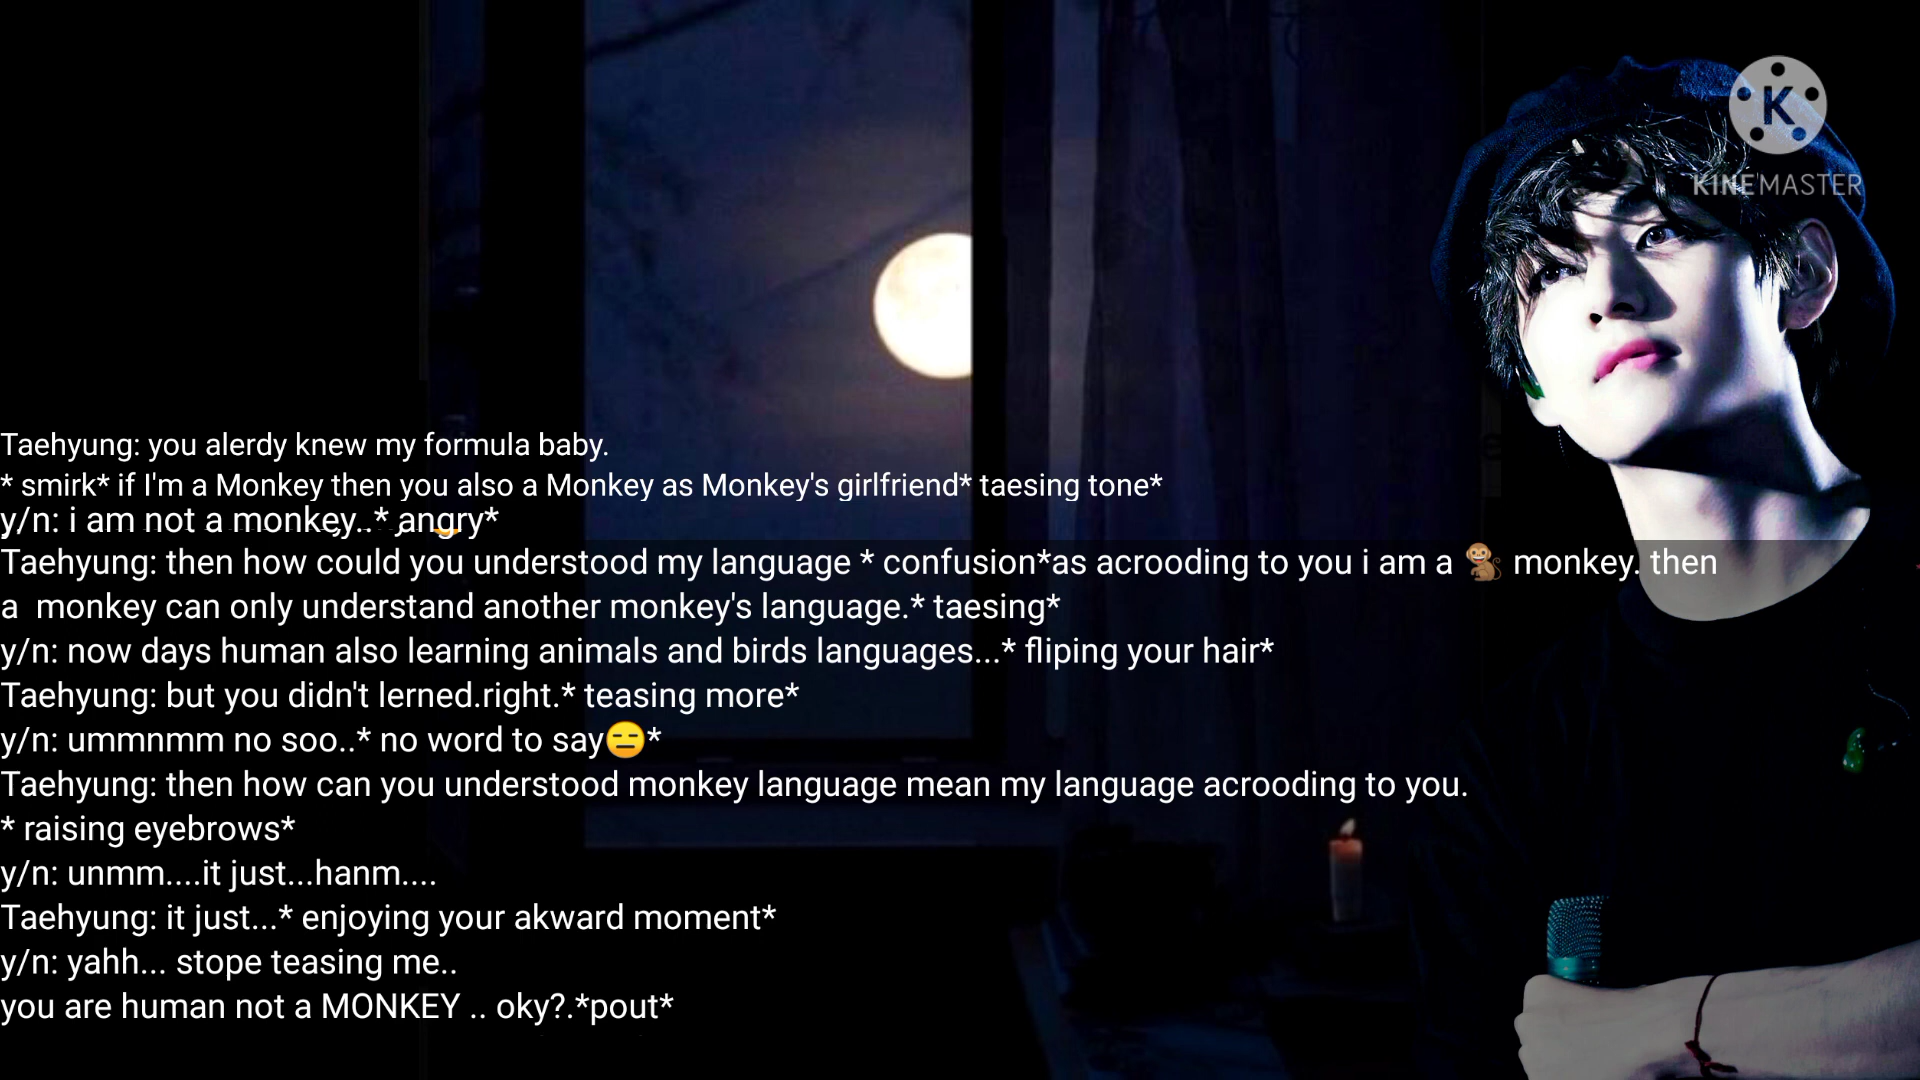 KINEMASTER
Taehyung: you alerdy knew my formula baby.
* smirk* if I'm a Monkey then you also a Monkey as Monkey's girlfriend* taesing tone*
y/n: i am not a monkey..* angry*
Taehyung: then how could you understood my language * confusion*as acrooding to you i am a 🐒 monkey. then
a monkey can only understand another monkey's language.* taesing*
y/n: now days human also learning animals and birds languages...* fliping your hair*
Taehyung: but you didn't lerned.right.* teasing more*
y/n: ummnmm no soo..* no word to say😑*
Taehyung: then how can you understood monkey language mean my language acrooding to you.
* raising eyebrows*
y/n: unmm....it just...hanm....
Taehyung: it just...* enjoying your akward moment*
y/n: yahh... stope teasing me..
you are human not a MONKEY .. oky?.*pout*